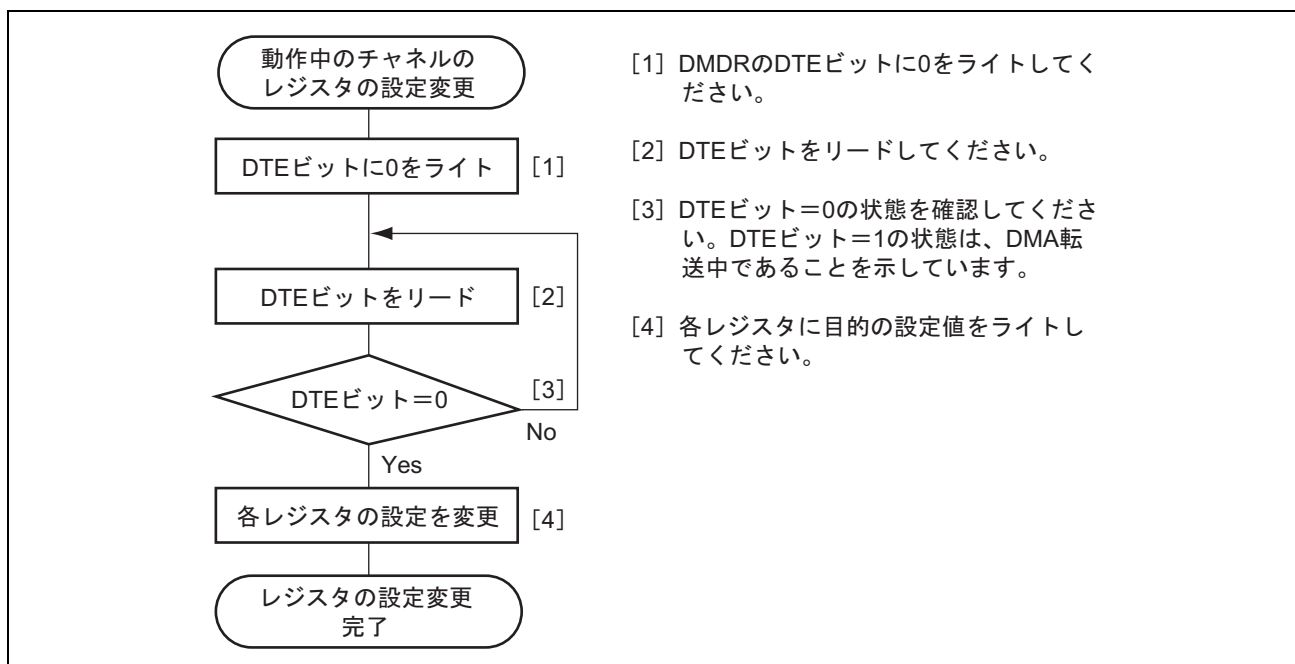 動作中のチャネルの
レジスタの設定変更
DTEビットに0をライト
[1]
DTEビットをリード
[2]
DTEビット＝0
[3]
No
Yes
各レジスタの設定を変更
[4]
レジスタの設定変更
完了
[1] DMDRのDTEビットに0をライトしてく
ださい。
[2] DTEビットをリードしてください。
[3] DTEビット＝0の状態を確認してくださ
い。DTEビット＝1の状態は、DMA転
送中であることを示しています。
[4] 各レジスタに目的の設定値をライトし
てください。